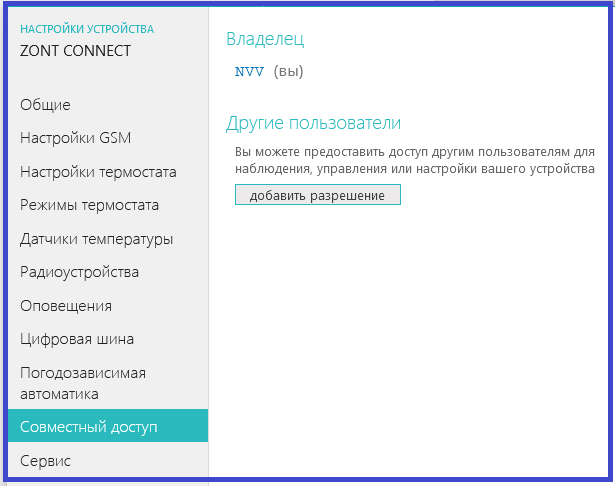 НАСТРОЙКИ УСТРОЙСТВА
ZONT CONNECT
Общие
Настройки GSM
Настройки термостата
Режимы термостата
Датчики температуры
Радиоустройства
Оповещения
Цифровая шина
Погодозависимая
автоматика
Совместный доступ
Сервис
Владелец
NVV (вы)
Другие пользователи
Вы можете предоставить доступ другим пользователям для
наблюдения, управления или настройки вашего устройства
добавить разрешение